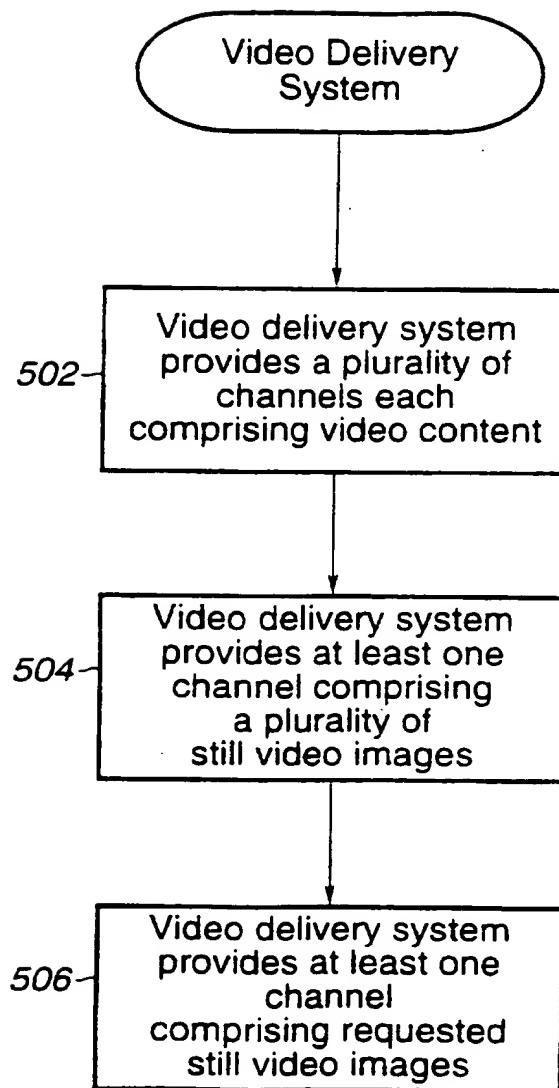 Video Delivery
System
502
Video delivery system
provides a plurality of
channels each
comprising video content
504
Video delivery system
provides at least one
channel comprising
a plurality of
still video images
506
Video delivery system
provides at least one
channel
comprising requested
still video images